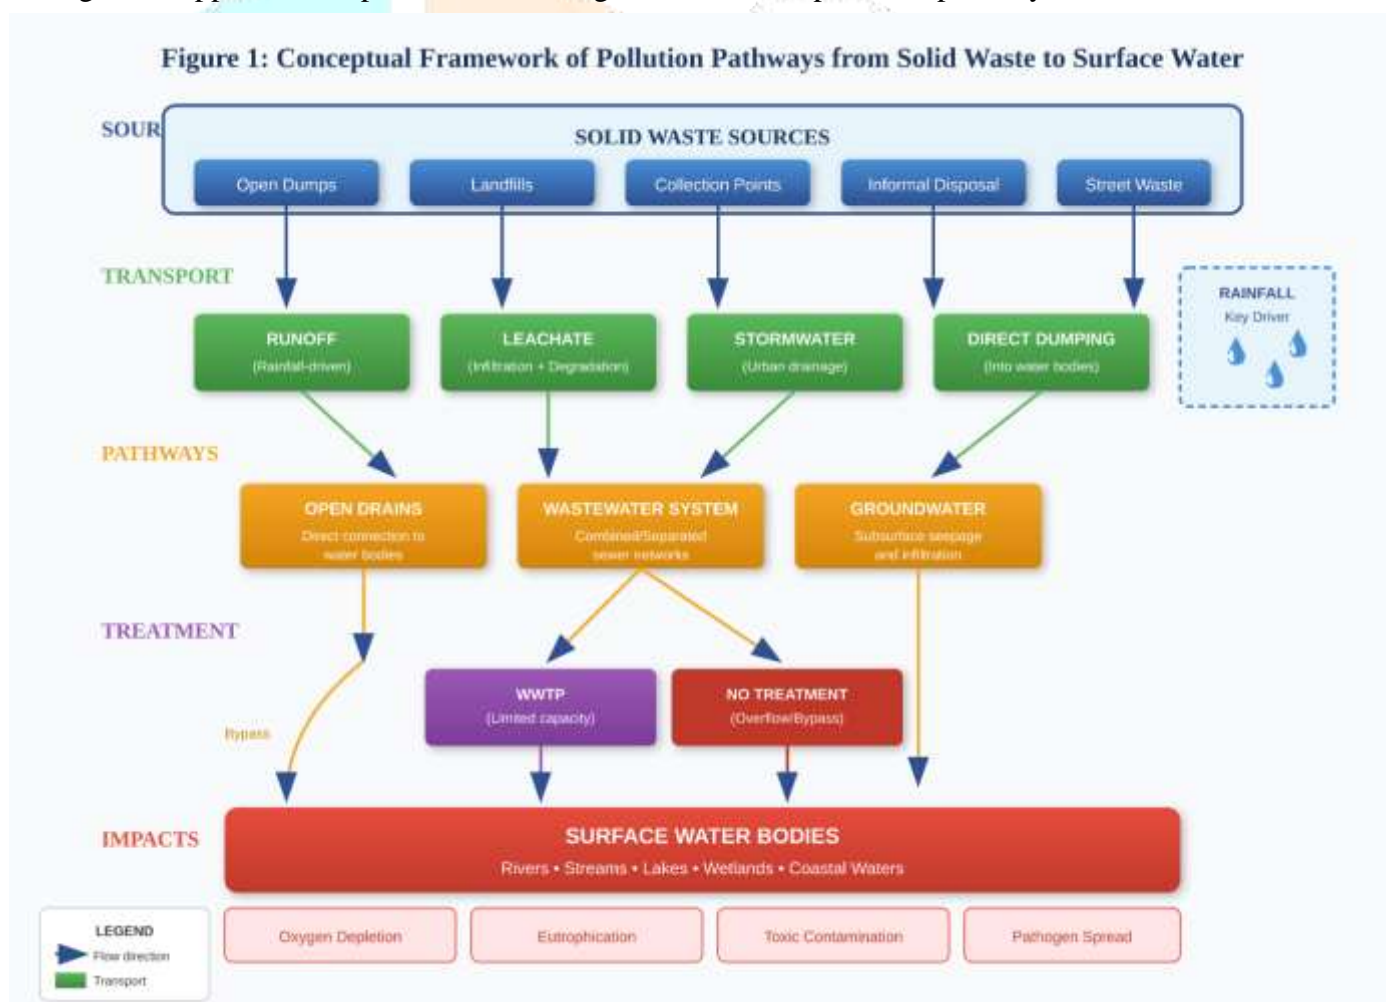 Figure 1: Conceptual Framework of Pollution Pathways from Solid Waste to Surface Water
SOUR
SOLID WASTE SOURCES
Open Dumps
Landfills
Collection Points
Informal Disposal
Street Waste
TRANSPORT
RAINFALL
Key Driver
RUNOFF
(Rainfall-driven)
LEACHATE
(Infiltration + Degradation)
STORMWATER
(Urban drainage)
DIRECT DUMPING
(Into water bodies)
PATHWAYS
OPEN DRAINS
Direct connection to
water bodies
WASTEWATER SYSTEM
Combined/Separated
sewer networks
GROUNDWATER
Subsurface seepage
and infiltration
TREATMENT
WWTP
(Limited capacity)
NO TREATMENT
(Overflow/Bypass)
Bypass
IMPACTS
SURFACE WATER BODIES
Rivers • Streams • Lakes • Wetlands • Coastal Waters
Oxygen Depletion
Eutrophication
Toxic Contamination
Pathogen Spread
LEGEND
Flow direction
Transport